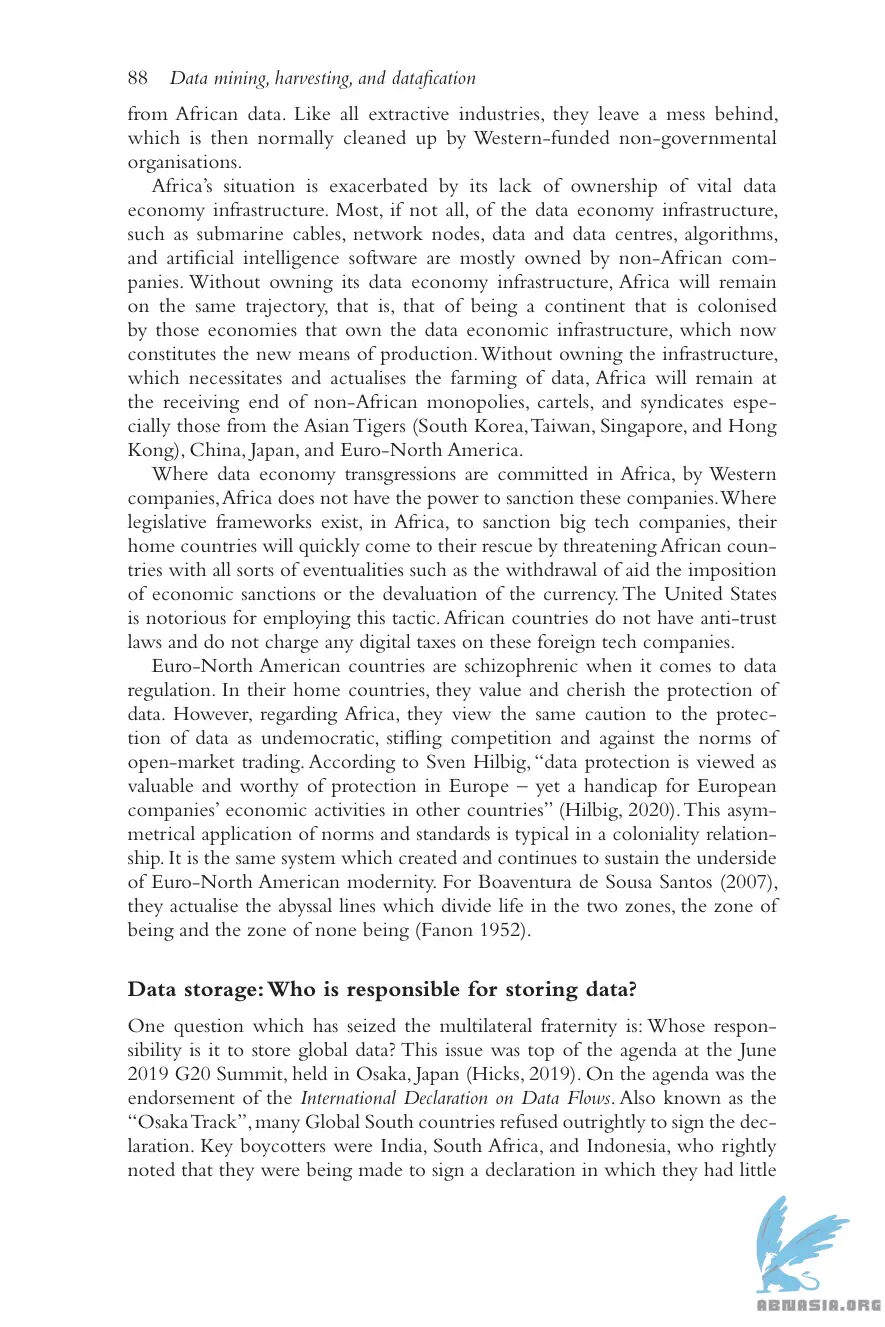 88 Data mining, harvesting, and datafication
from African data. Like all extractive industries, they leave a mess behind,
which is then normally cleaned up by Western-funded non-governmental
organisations.
Africa's situation is exacerbated by its lack of ownership of vital data
economy infrastructure. Most, if not all, of the data economy infrastructure,
such as submarine cables, network nodes, data and data centres, algorithms,
and artificial intelligence software are mostly owned by non-African com-
panies. Without owning its data economy infrastructure, Africa will remain
on the same trajectory, that is, that of being a continent that is colonised
by those economies that own the data economic infrastructure, which now
constitutes the new means of production. Without owning the infrastructure,
which necessitates and actualises the farming of data, Africa will remain at
the receiving end of non-African monopolies, cartels, and syndicates espe-
cially those from the Asian Tigers (South Korea, Taiwan, Singapore, and Hong
Kong), China, Japan, and Euro-North America.
Where data economy transgressions are committed in Africa, by Western
companies, Africa does not have the power to sanction these companies. Where
legislative frameworks exist, in Africa, to sanction big tech companies, their
home countries will quickly come to their rescue by threatening African coun-
tries with all sorts of eventualities such as the withdrawal of aid the imposition
of economic sanctions or the devaluation of the currency. The United States
is notorious for employing this tactic. African countries do not have anti-trust
laws and do not charge any digital taxes on these foreign tech companies.
Euro-North American countries are schizophrenic when it comes to data
regulation. In their home countries, they value and cherish the protection of
data. However, regarding Africa, they view the same caution to the protec-
tion of data as undemocratic, stifling competition and against the norms of
open-market trading. According to Sven Hilbig, “data protection is viewed as
valuable and worthy of protection in Europe – yet a handicap for European
companies’ economic activities in other countries” (Hilbig, 2020). This asym-
metrical application of norms and standards is typical in a coloniality relation-
ship. It is the same system which created and continues to sustain the underside
of Euro-North American modernity. For Boaventura de Sousa Santos (2007),
they actualise the abyssal lines which divide life in the two zones, the zone of
being and the zone of none being (Fanon 1952).
Data storage: Who is responsible for storing data?
One question which has seized the multilateral fraternity is: Whose respon-
sibility is it to store global data? This issue was top of the agenda at the June
2019 G20 Summit, held in Osaka, Japan (Hicks, 2019). On the agenda was the
endorsement of the International Declaration on Data Flows. Also known as the
“Osaka Track”, many Global South countries refused outrightly to sign the dec-
laration. Key boycotters were India, South Africa, and Indonesia, who rightly
noted that they were being made to sign a declaration in which they had little
ABNASIA.ORG